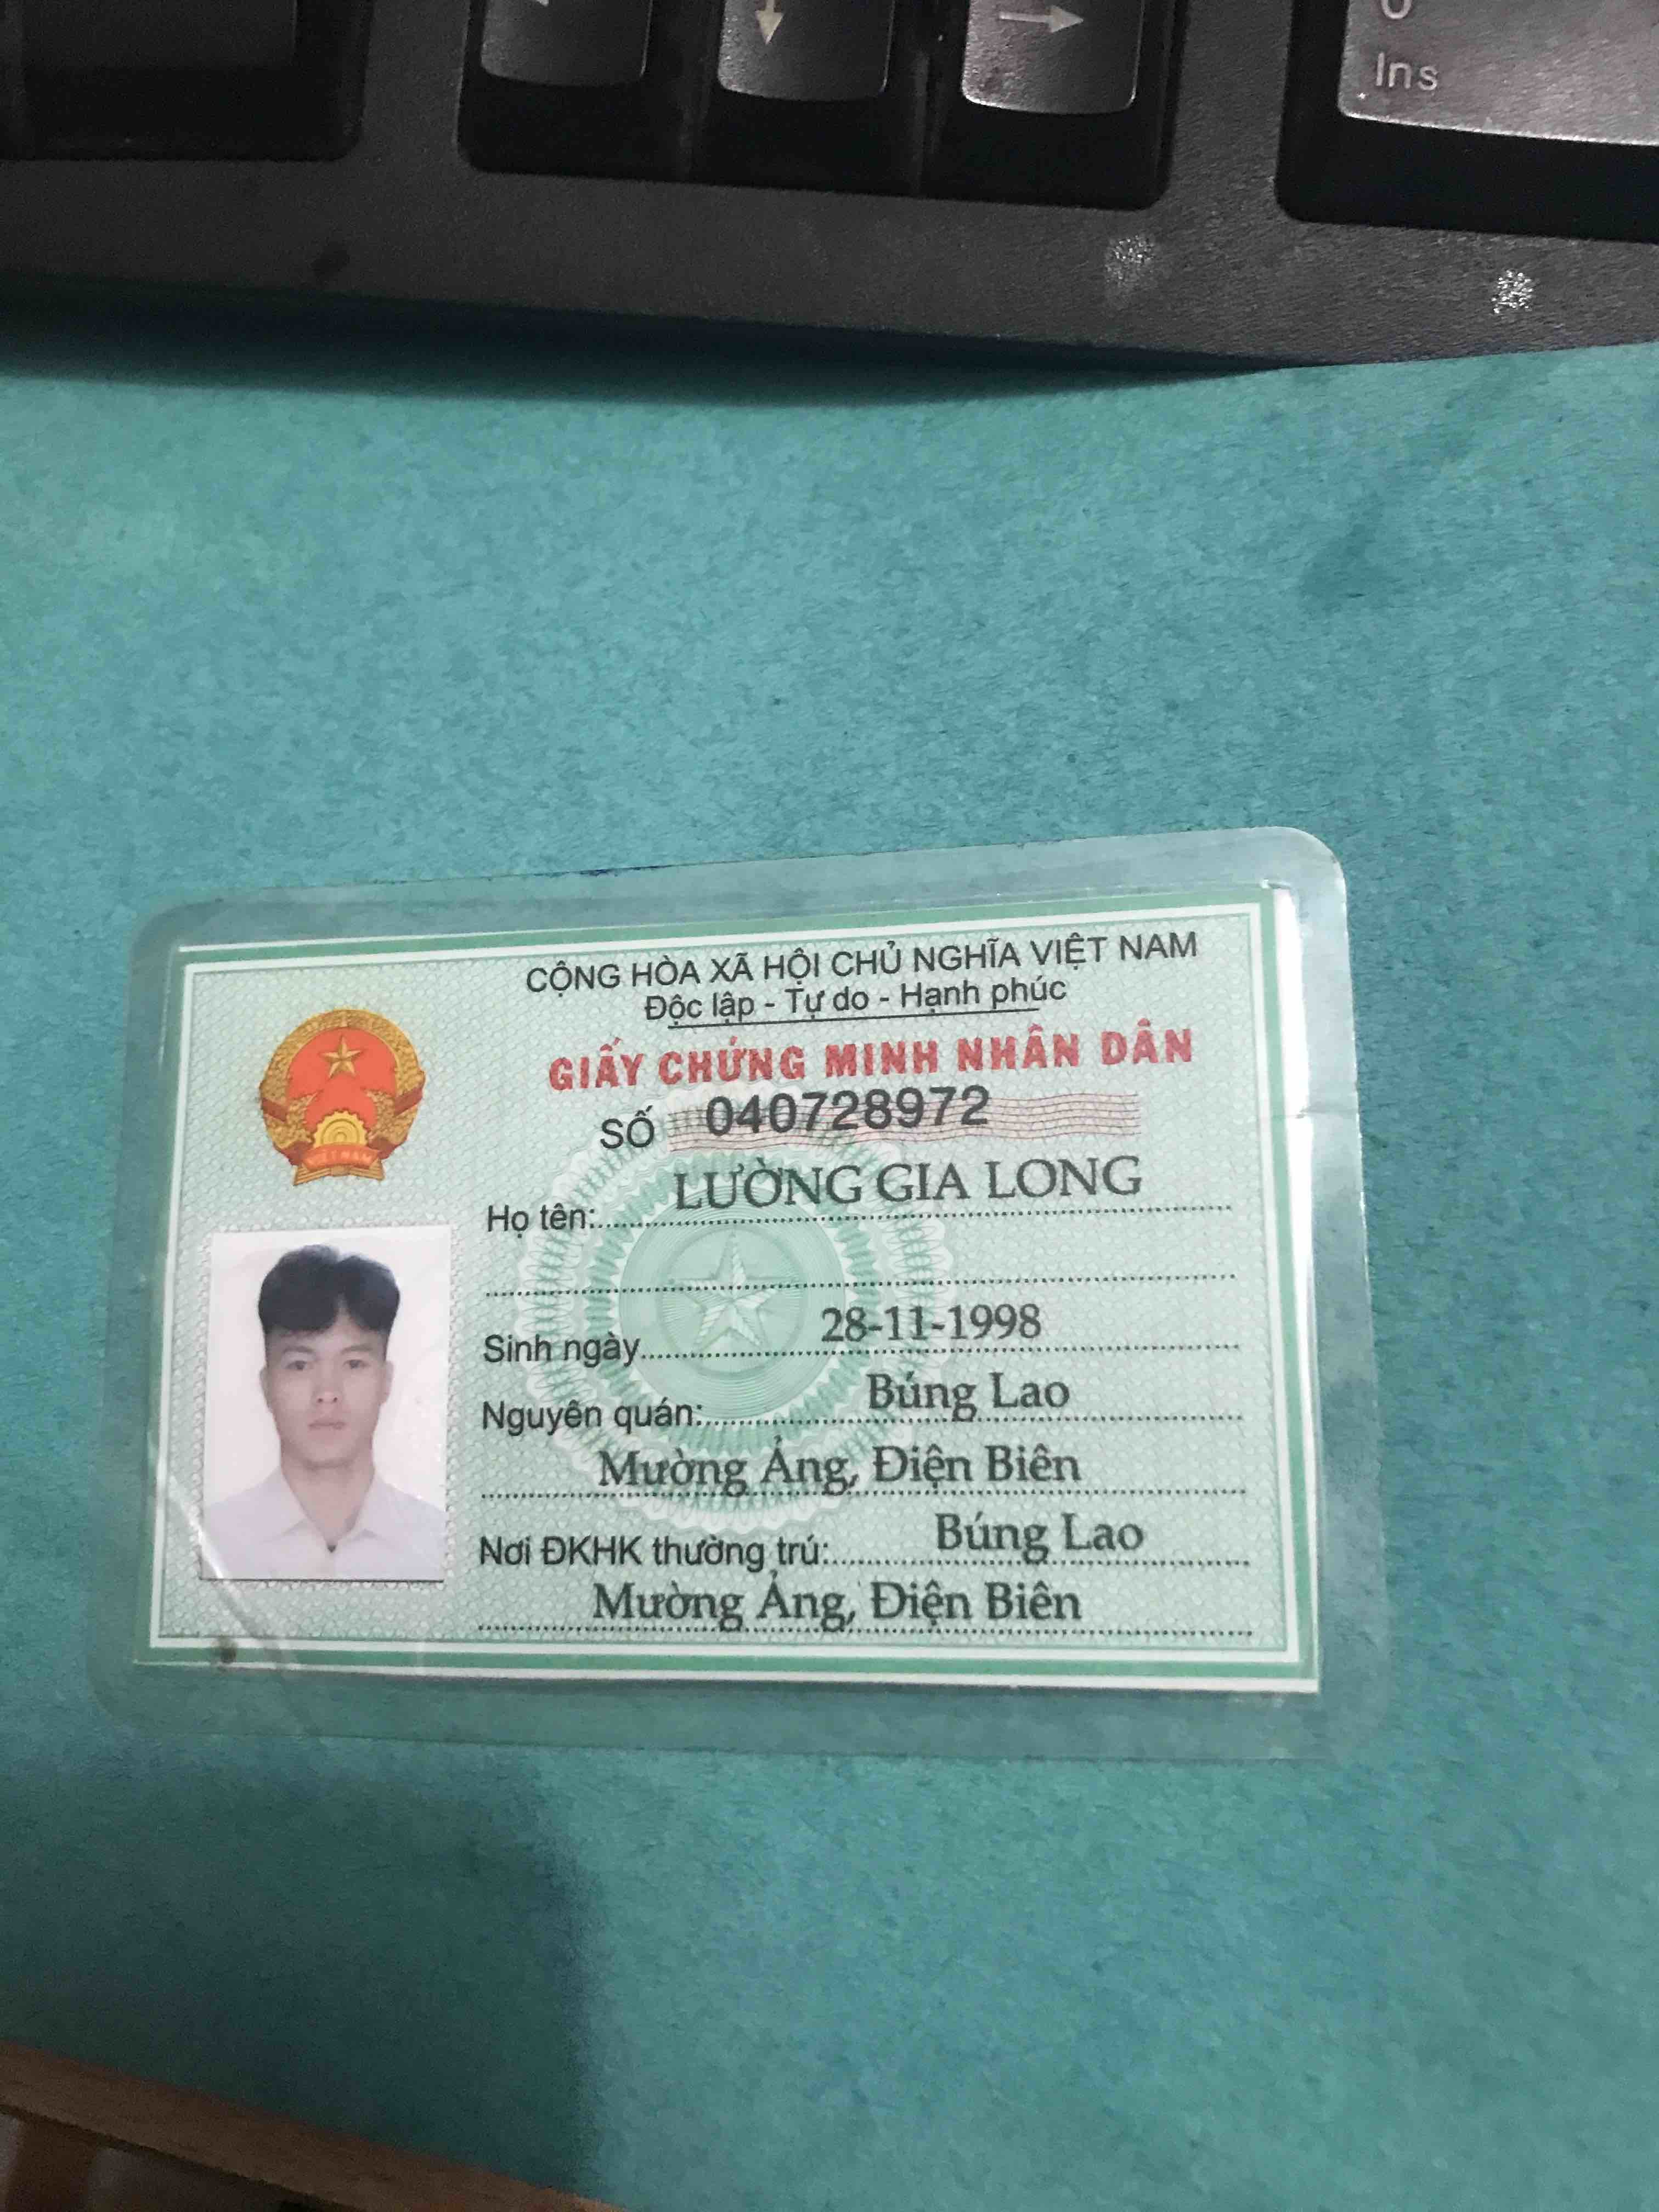 Ins
CỘNG HÒA XÃ HỘI CHỦ NGHĨA VIỆT NAM
Độc lập - Tự do - Hạnh phúc
GIẤY CHỨNG MINH NHÂN DÂN
SỐ 040728972
Họ tên: LƯỜNG GIA LONG
Sinh ngày 28-11-1998
Nguyên quán: Búng Lao
Mường Ảng, Điện Biên
Nơi ĐKHK thường trú: Búng Lao
Mường Ảng, Điện Biên
VIỆT NAM